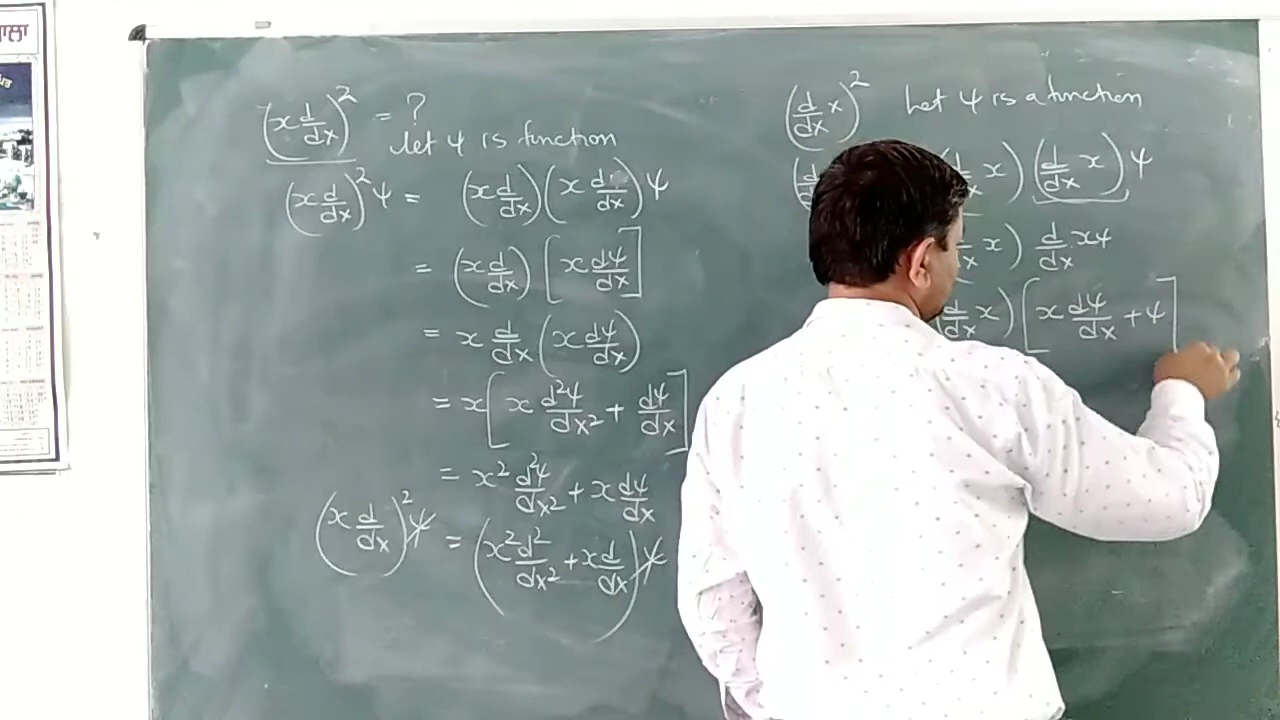 ਾਲਾ
(x d/dx)² = ?
Let ψ is function
(x d/dx)² ψ = (x d/dx)(x d/dx) ψ
= (x d/dx) [x dψ/dx]
= x d/dx (x dψ/dx)
= x[x d²ψ/dx² + dψ/dx]
= x² d²ψ/dx² + x dψ/dx
(x d/dx)² ψ = (x² d²/dx² + x d/dx) ψ
(d/dx x)² Let ψ is a function
x) (d/dx x) ψ
x) d/dx xψ
d/dx x) [x dψ/dx + ψ]